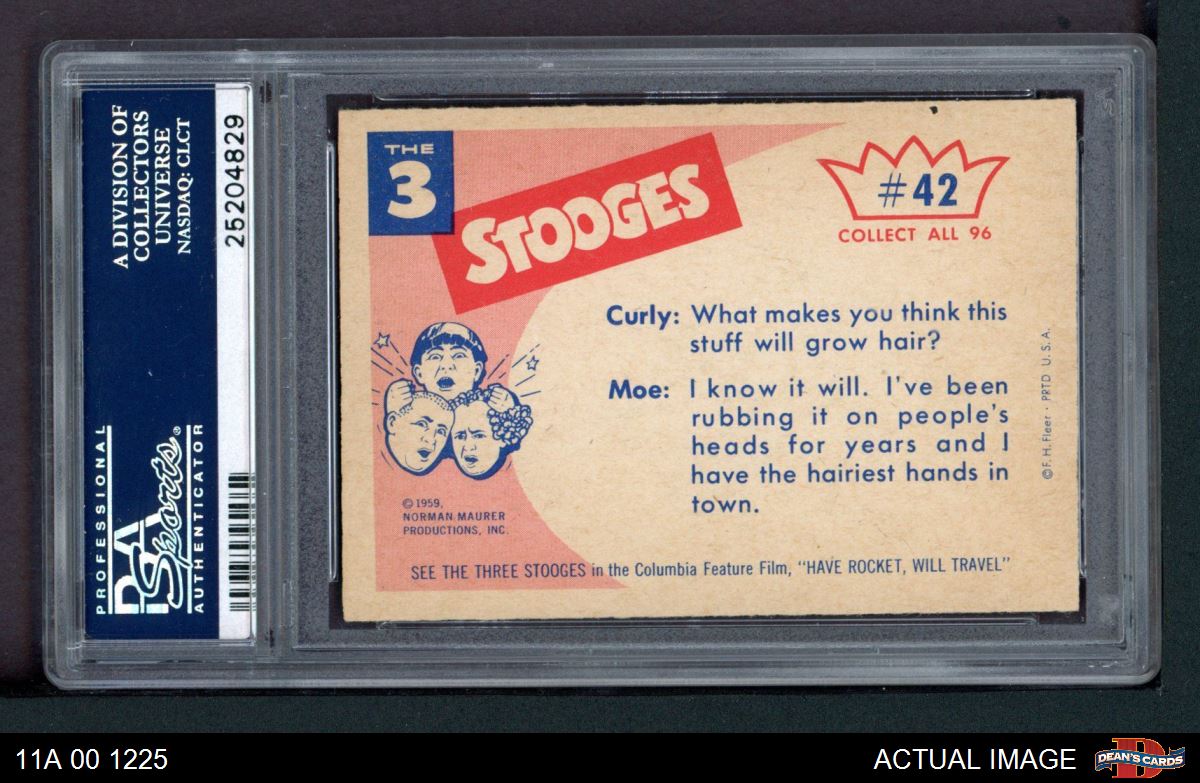 A DIVISION OF
COLLECTORS
UNIVERSE
NASDAQ: CLCT
25204829
PROFESSIONAL
PSA
Sports®
AUTHENTICATOR
THE
3
STOOGES
#42
COLLECT ALL 96
Curly: What makes you think this
stuff will grow hair?
Moe: I know it will. I've been
rubbing it on people's
heads for years and I
have the hairiest hands in
town.
©F. H. Fleer · PRTD U. S. A.
© 1959,
NORMAN MAURER
PRODUCTIONS, INC.
SEE THE THREE STOOGES in the Columbia Feature Film, "HAVE ROCKET, WILL TRAVEL"
11A 00 1225
ACTUAL IMAGE
D
DEAN'S CARDS